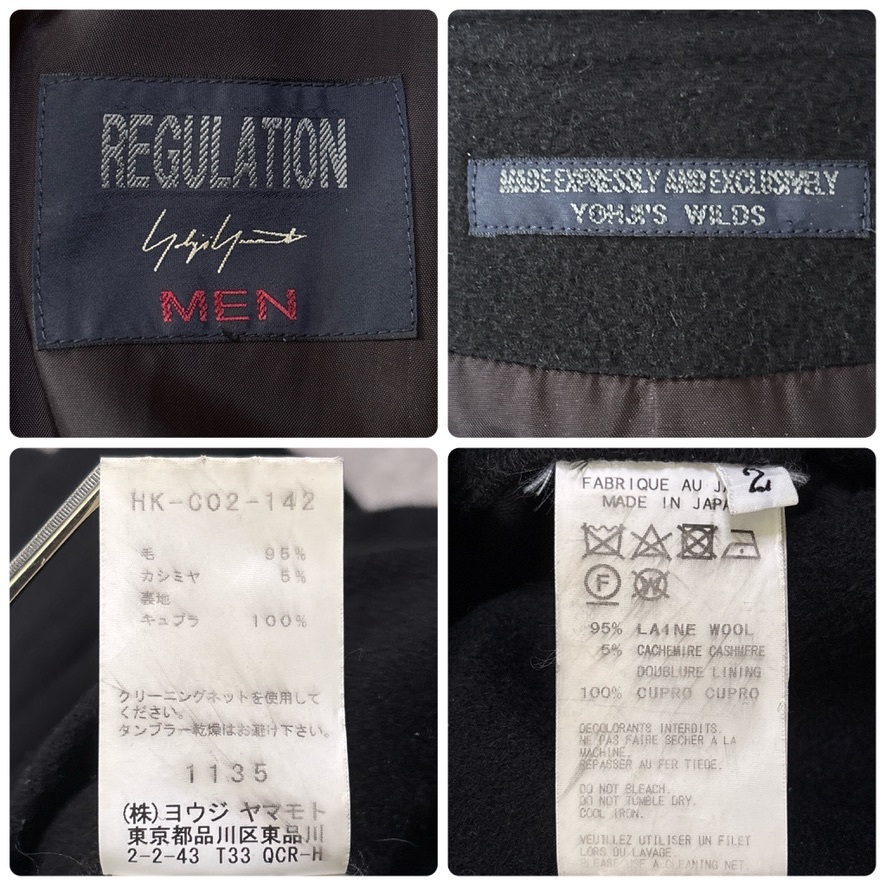 REGULATION
Yohji Yamamoto
MEN
MADE EXPRESSLY AND EXCLUSIVELY
YOHJI'S WILDS
HK-C02-142
毛 95%
カシミヤ 5%
裏地
キュプラ 100%
クリーニングネットを使用して
ください。
タンブラー乾燥はお避け下さい。
1135
(株)ヨウジ ヤマモト
東京都品川区東品川
2-2-43 T33 QCR-H
2
FABRIQUE AU JA
MADE IN JAPA
F
W
95% LAINE WOOL
5% CACHEMIRE CASHMERE
DOUBLURE LINING
100% CUPRO CUPRO
DECOLORANTS INTERDITS.
NE PAS FAIRE SECHER A LA
MACHINE.
REPASSER AU FER TIEDE.
DO NOT BLEACH.
DO NOT TUMBLE DRY.
COOL IRON.
VEUILLEZ UTILISER UN FILET
LORS DU LAVAGE.
PLEASE USE A CLEANING NET.